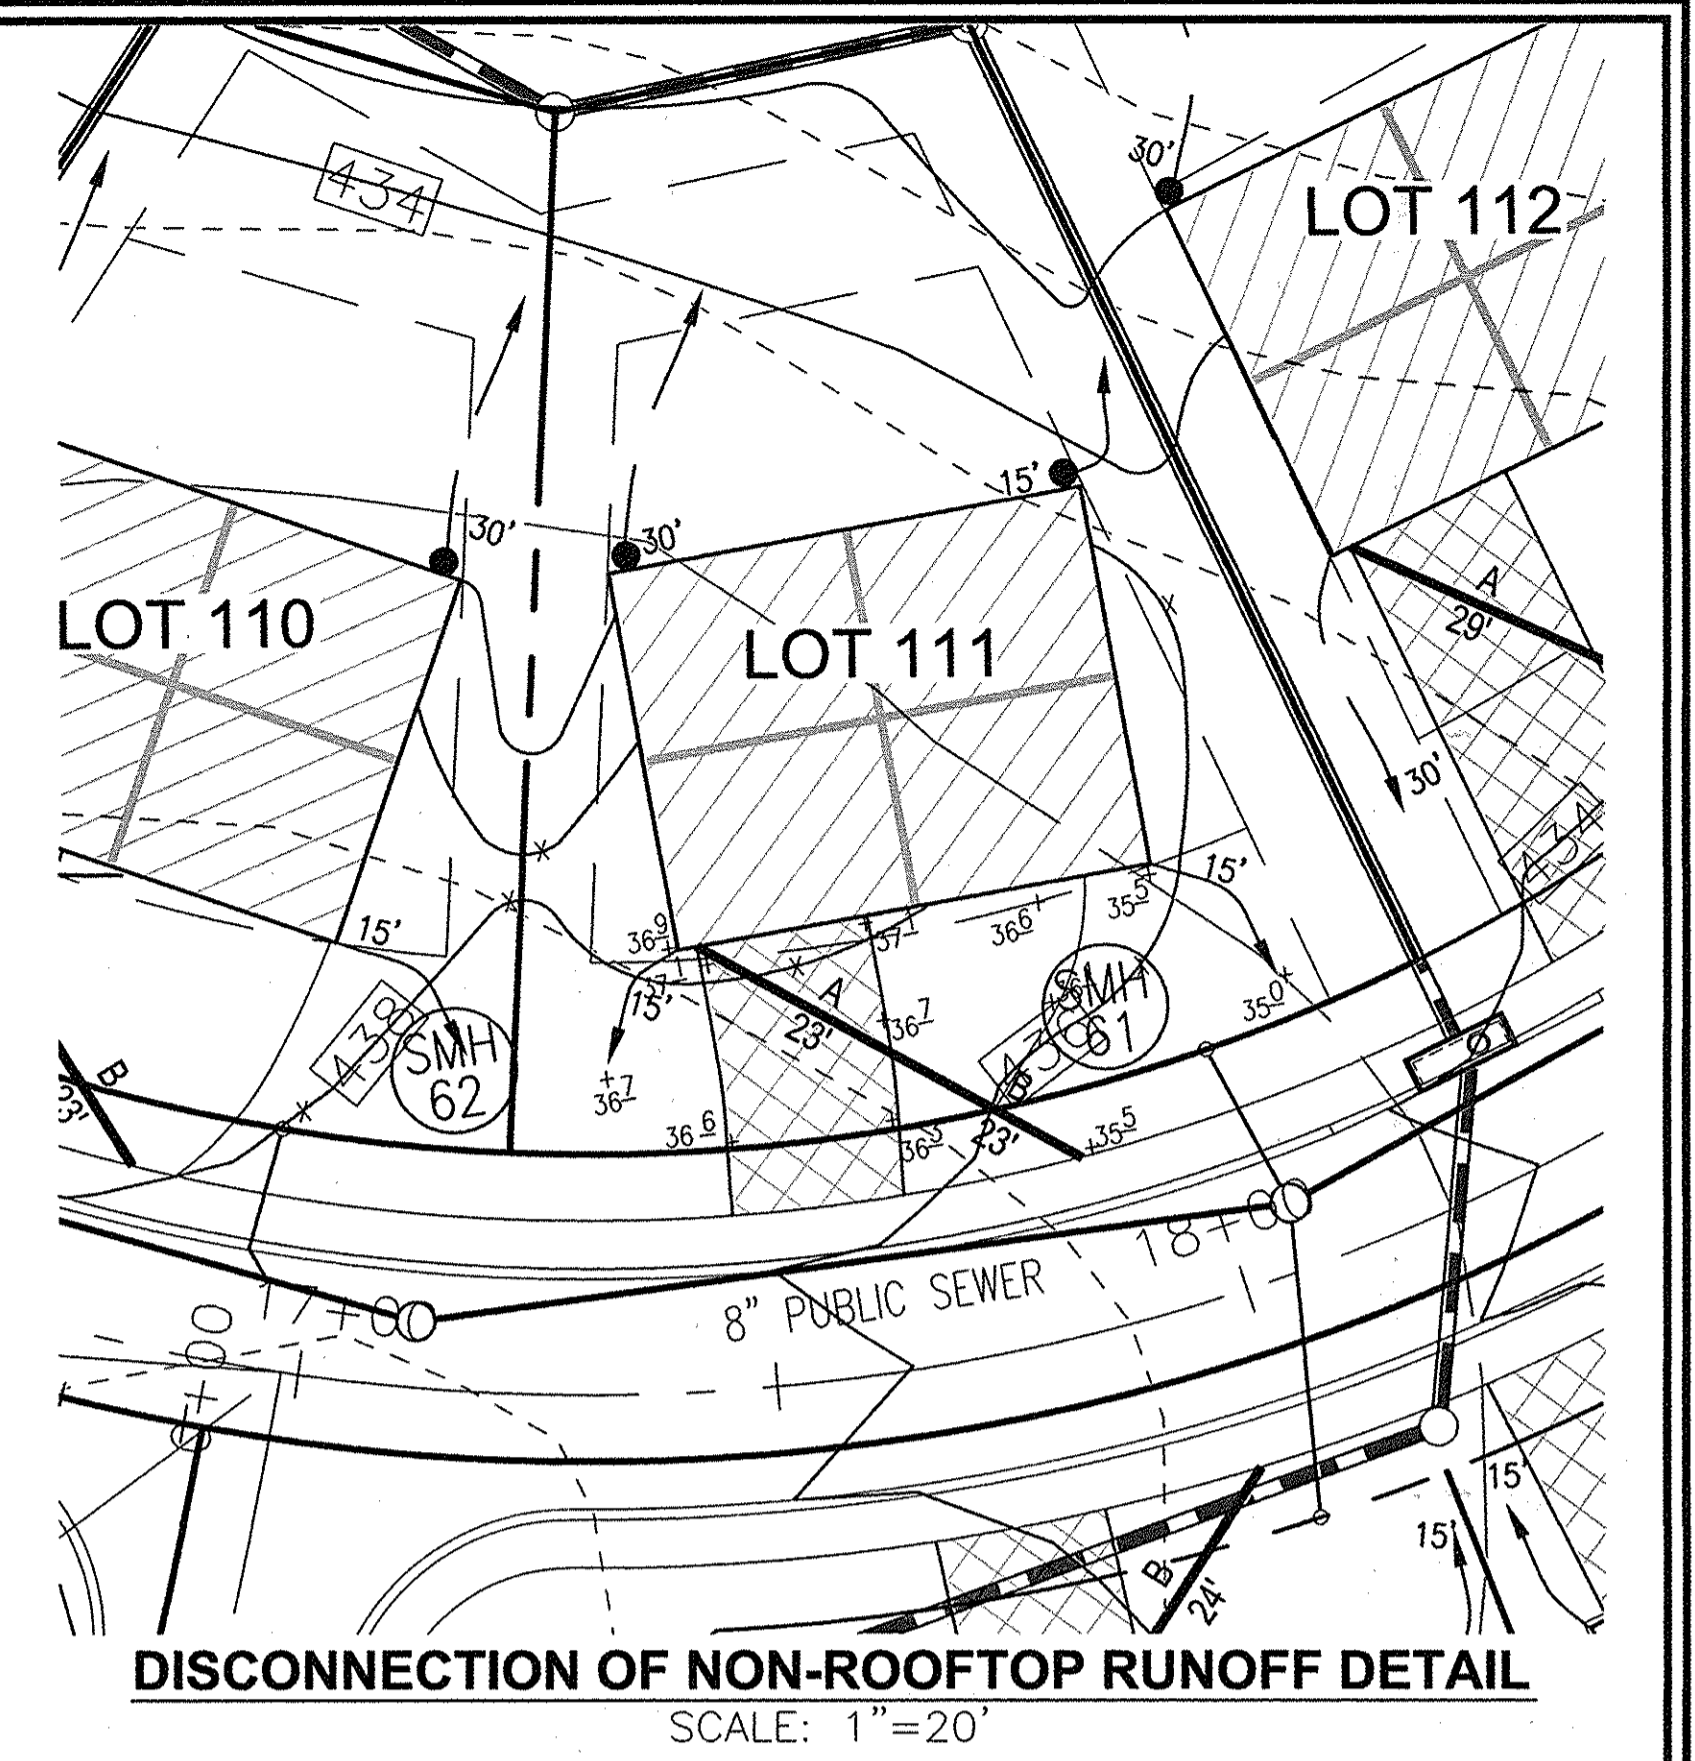 434
30'
LOT 112
15'
30'
30'
LOT 110
LOT 111
A
29'
30'
434
15'
15'
36 9
37 1
36 6
35 5
15'
A
23'
36 7
438
SMH
62
SMH
61
35 0
B
36 7
36 6
36 3
B
23'
35 5
18+0
8" PUBLIC SEWER
17+00
15'
15'
B
24'
DISCONNECTION OF NON-ROOFTOP RUNOFF DETAIL
SCALE: 1"=20'